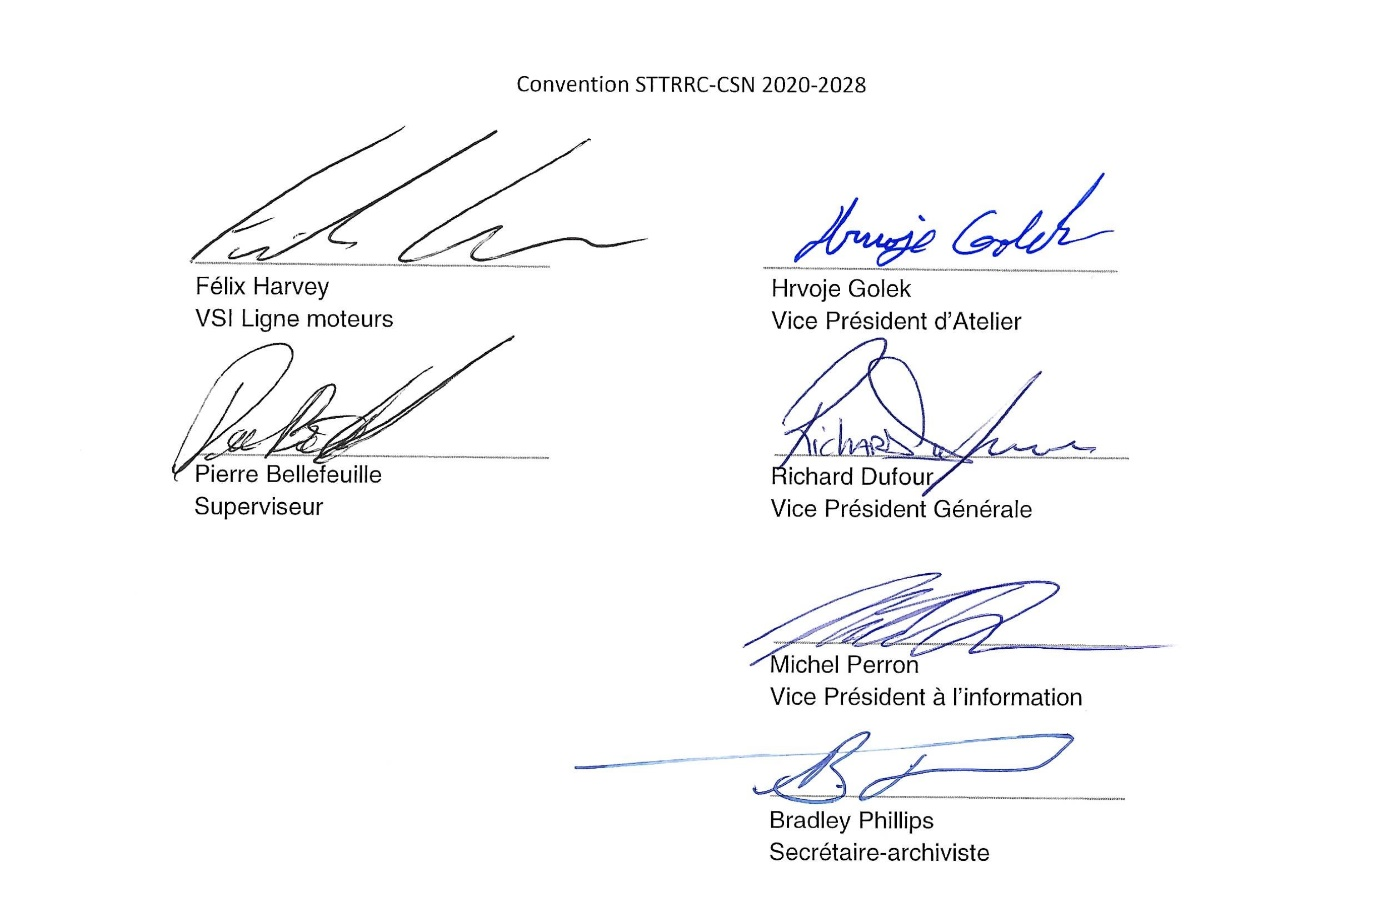 Convention STTRRC-CSN 2020-2028
Félix Harvey
VSI Ligne moteurs
Hrvoje Golek
Hrvoje Golek
Vice Président d'Atelier
Pierre Bellefeuille
Superviseur
Richard
Richard Dufour
Vice Président Générale
Michel Perron
Vice Président à l'information
Bradley Phillips
Secrétaire-archiviste